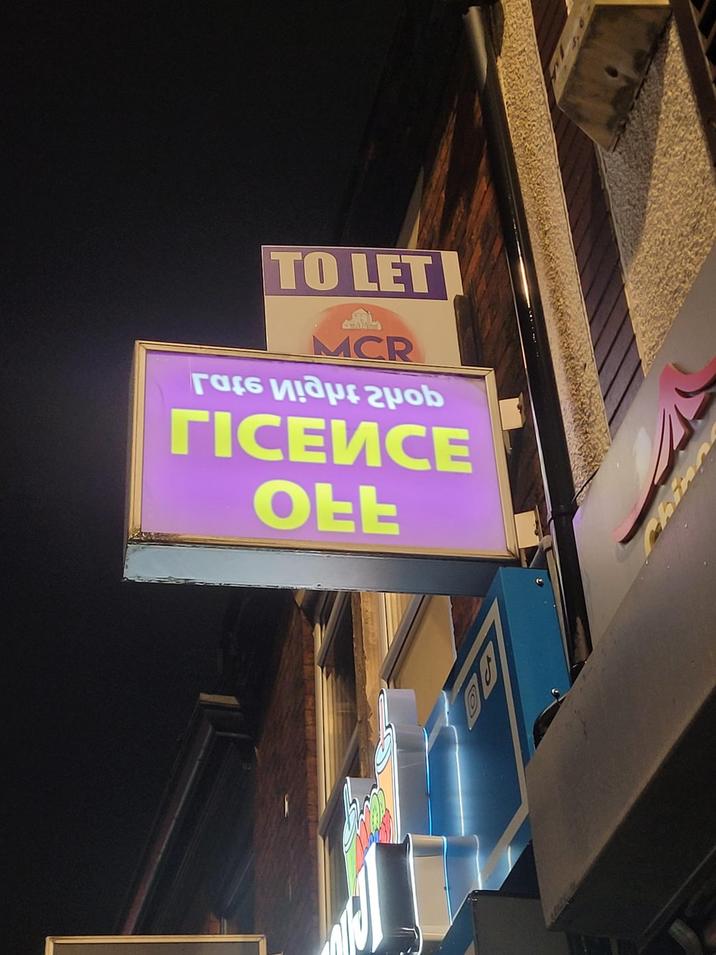 TO LET
MCR
Late Night Shop
LICENCE
OFF